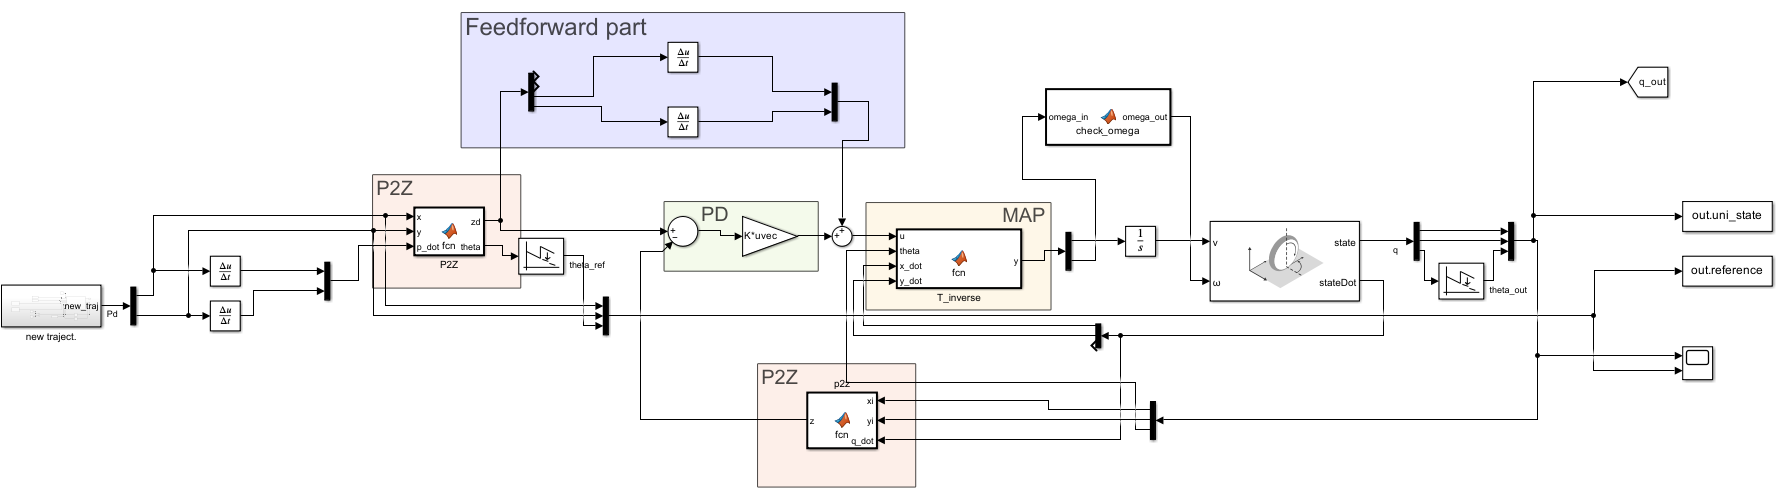 Feedforward part
Δu
Δt
Δu
Δt
q_out
omega_in
omega_out
check_omega
P2Z
x
y
p_dot
zd
theta
fcn
P2Z
theta_ref
PD
+
−
K*uvec
+
+
MAP
u
theta
x_dot
y_dot
y
fcn
T_inverse
1
s
v
ω
state
stateDot
q
theta_out
out.uni_state
out.reference
new_traj
Pd
new traject.
Δu
Δt
Δu
Δt
P2Z
p2z
xi
yi
q_dot
z
fcn